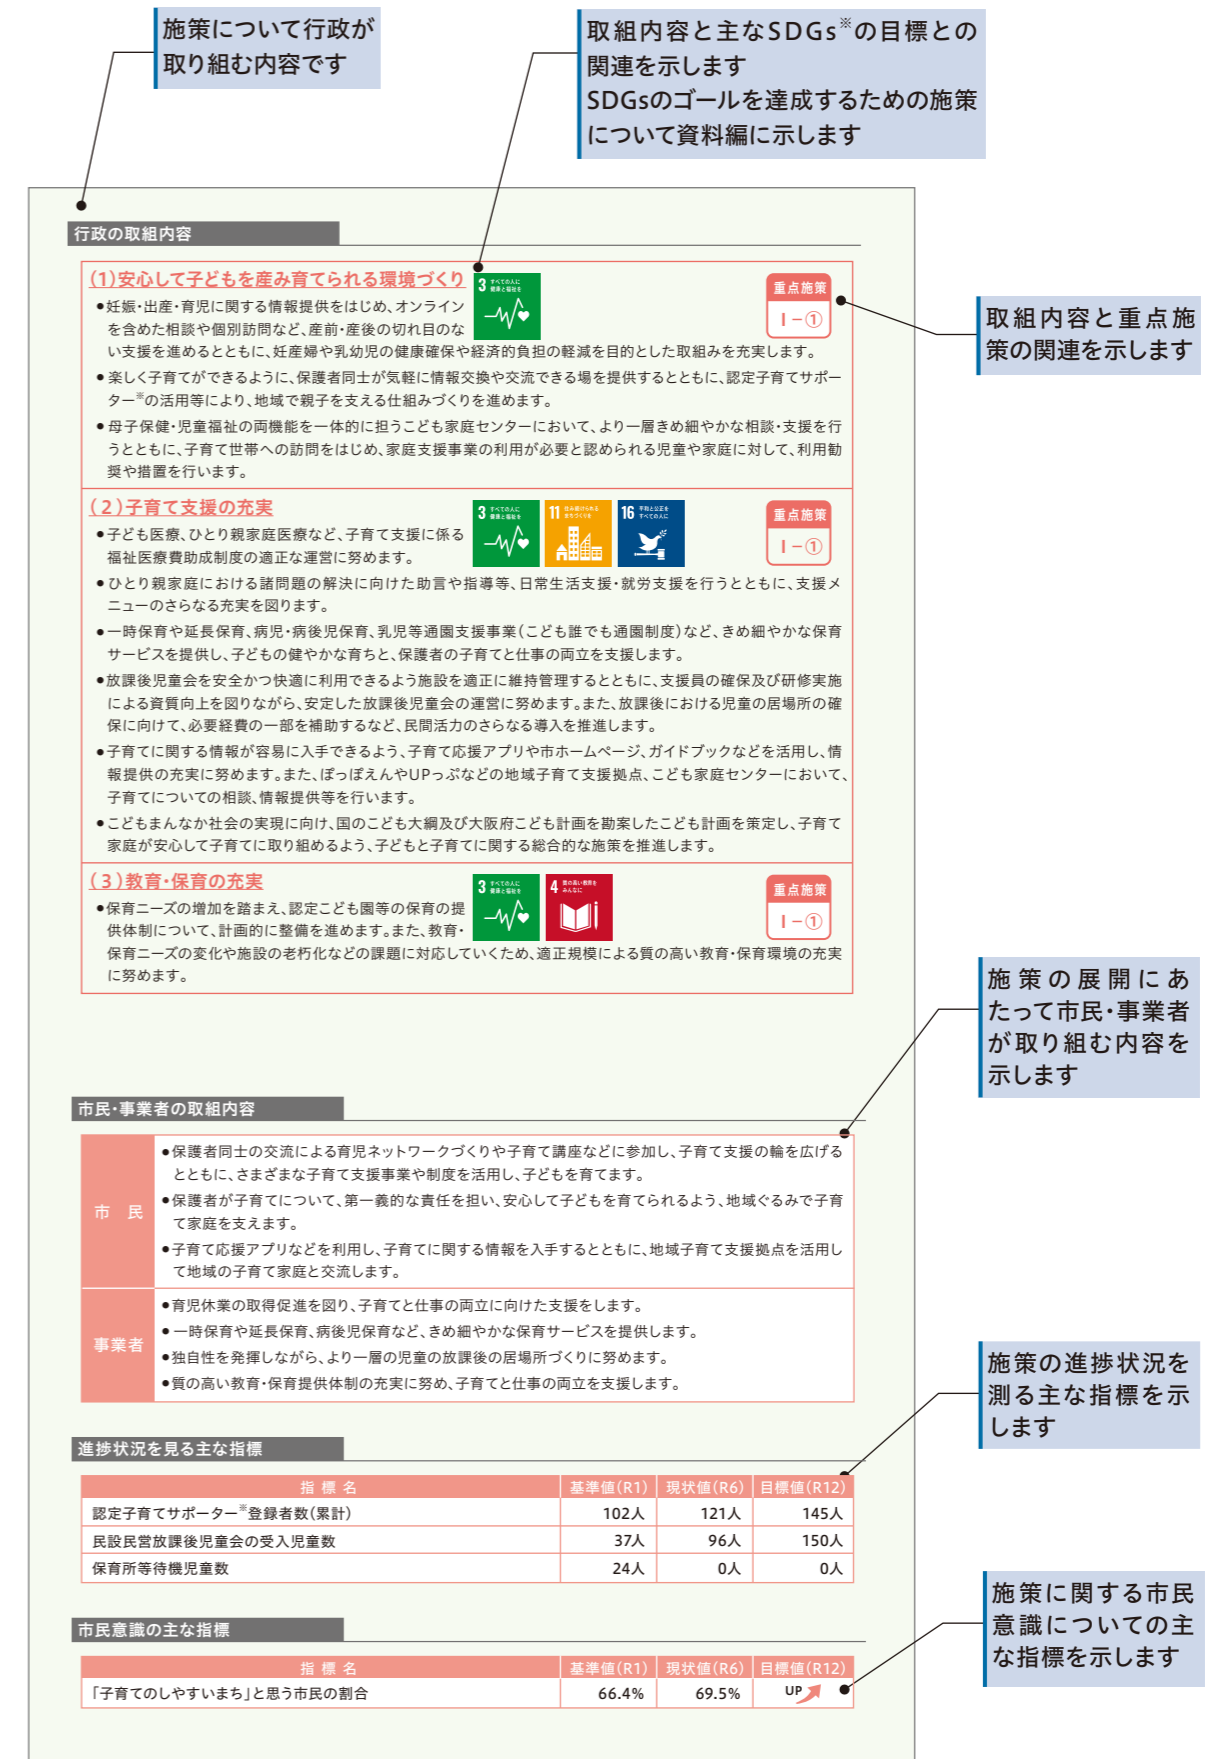 施策について行政が
取り組む内容です
取組内容と主なSDGs※の目標との
関連を示します
SDGsのゴールを達成するための施策
について資料編に示します
行政の取組内容
(1)安心して子どもを産み育てられる環境づくり
3 すべての人に
健康と福祉を
重点施策
Ⅰ-①
●妊娠・出産・育児に関する情報提供をはじめ、オンライン
を含めた相談や個別訪問など、産前・産後の切れ目のな
い支援を進めるとともに、妊産婦や乳幼児の健康確保や経済的負担の軽減を目的とした取組みを充実します。
●楽しく子育てができるように、保護者同士が気軽に情報交換や交流できる場を提供するとともに、認定子育てサポー
ター※の活用等により、地域で親子を支える仕組みづくりを進めます。
●母子保健・児童福祉の両機能を一体的に担うこども家庭センターにおいて、より一層きめ細やかな相談・支援を行
うとともに、子育て世帯への訪問をはじめ、家庭支援事業の利用が必要と認められる児童や家庭に対して、利用勧
奨や措置を行います。
取組内容と重点施
策の関連を示します
(2)子育て支援の充実
3 すべての人に
健康と福祉を
11 住み続けられる
まちづくりを
16 平和と公正を
すべての人に
重点施策
Ⅰ-①
●子ども医療、ひとり親家庭医療など、子育て支援に係る
福祉医療費助成制度の適正な運営に努めます。
●ひとり親家庭における諸問題の解決に向けた助言や指導等、日常生活支援・就労支援を行うとともに、支援メ
ニューのさらなる充実を図ります。
●一時保育や延長保育、病児・病後児保育、乳児等通園支援事業(こども誰でも通園制度)など、きめ細やかな保育
サービスを提供し、子どもの健やかな育ちと、保護者の子育てと仕事の両立を支援します。
●放課後児童会を安全かつ快適に利用できるよう施設を適正に維持管理するとともに、支援員の確保及び研修実施
による資質向上を図りながら、安定した放課後児童会の運営に努めます。また、放課後における児童の居場所の確
保に向けて、必要経費の一部を補助するなど、民間活力のさらなる導入を推進します。
●子育てに関する情報が容易に入手できるよう、子育て応援アプリや市ホームページ、ガイドブックなどを活用し、情
報提供の充実に努めます。また、ぽっぽえんやUPっぷなどの地域子育て支援拠点、こども家庭センターにおいて、
子育てについての相談、情報提供等を行います。
●こどもまんなか社会の実現に向け、国のこども大綱及び大阪府こども計画を勘案したこども計画を策定し、子育て
家庭が安心して子育てに取り組めるよう、子どもと子育てに関する総合的な施策を推進します。
(3)教育・保育の充実
3 すべての人に
健康と福祉を
4 質の高い教育を
みんなに
重点施策
Ⅰ-①
●保育ニーズの増加を踏まえ、認定こども園等の保育の提
供体制について、計画的に整備を進めます。また、教育・
保育ニーズの変化や施設の老朽化などの課題に対応していくため、適正規模による質の高い教育・保育環境の充実
に努めます。
施策の展開にあ
たって市民・事業者
が取り組む内容を
示します
市民・事業者の取組内容
市 民
●保護者同士の交流による育児ネットワークづくりや子育て講座などに参加し、子育て支援の輪を広げる
とともに、さまざまな子育て支援事業や制度を活用し、子どもを育てます。
●保護者が子育てについて、第一義的な責任を担い、安心して子どもを育てられるよう、地域ぐるみで子育
て家庭を支えます。
●子育て応援アプリなどを利用し、子育てに関する情報を入手するとともに、地域子育て支援拠点を活用し
て地域の子育て家庭と交流します。
事業者
●育児休業の取得促進を図り、子育てと仕事の両立に向けた支援をします。
●一時保育や延長保育、病後児保育など、きめ細やかな保育サービスを提供します。
●独自性を発揮しながら、より一層の児童の放課後の居場所づくりに努めます。
●質の高い教育・保育提供体制の充実に努め、子育てと仕事の両立を支援します。
施策の進捗状況を
測る主な指標を示
します
進捗状況を見る主な指標
指 標 名 基準値(R1) 現状値(R6) 目標値(R12)
認定子育てサポーター※登録者数(累計) 102人 121人 145人
民設民営放課後児童会の受入児童数 37人 96人 150人
保育所等待機児童数 24人 0人 0人
施策に関する市民
意識についての主
な指標を示します
市民意識の主な指標
指 標 名 基準値(R1) 現状値(R6) 目標値(R12)
「子育てのしやすいまち」と思う市民の割合 66.4% 69.5% UP